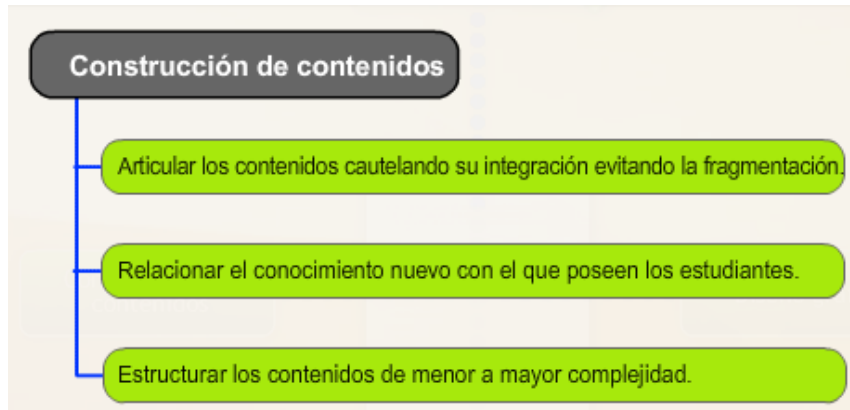 Construcción de contenidos
Articular los contenidos cautelando su integración evitando la fragmentación.
Relacionar el conocimiento nuevo con el que poseen los estudiantes.
Estructurar los contenidos de menor a mayor complejidad.